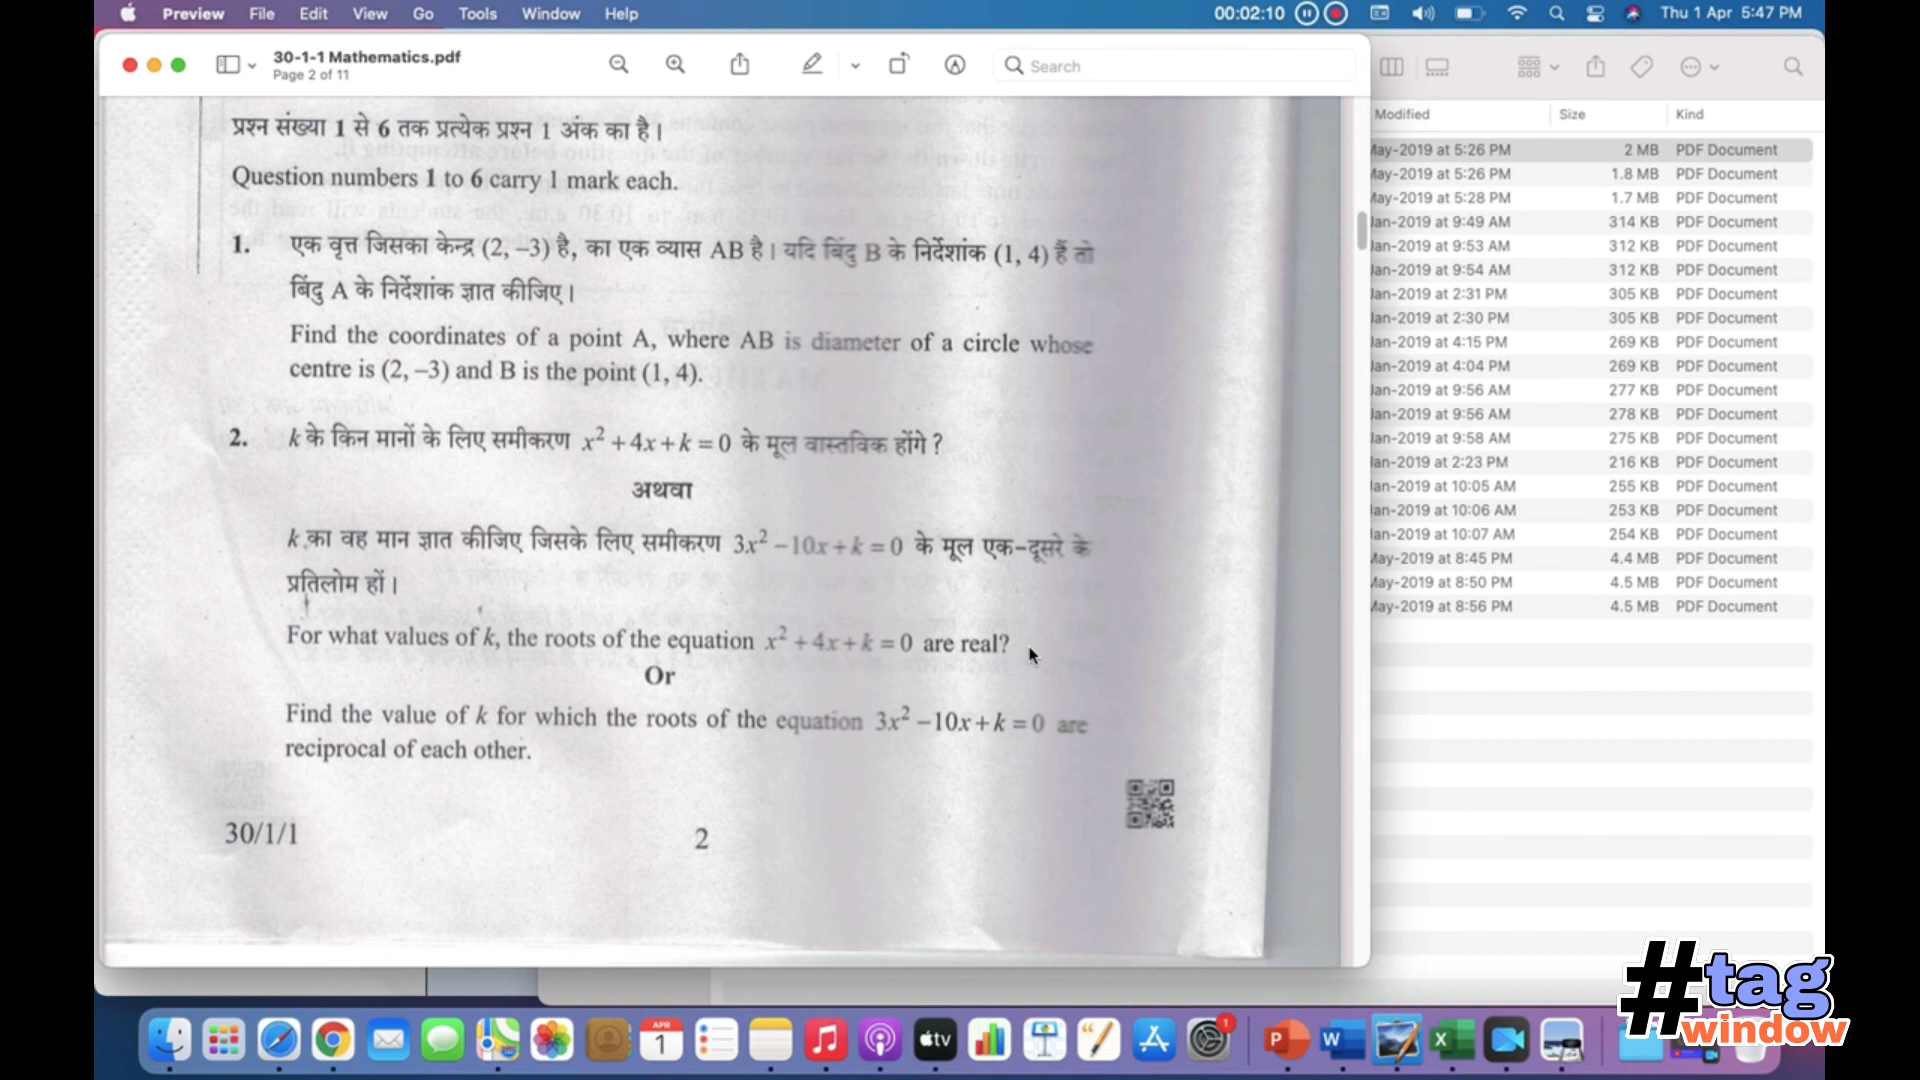 Preview File Edit View Go Tools Window Help 00:02:10 Thu 1 Apr 5:47 PM
30-1-1 Mathematics.pdf
Page 2 of 11
Search
Modified Size Kind
प्रश्न संख्या 1 से 6 तक प्रत्येक प्रश्न 1 अंक का है।
Question numbers 1 to 6 carry 1 mark each.
1. एक वृत्त जिसका केन्द्र (2, –3) है, का एक व्यास AB है। यदि बिंदु B के निर्देशांक (1, 4) हैं तो
बिंदु A के निर्देशांक ज्ञात कीजिए।
Find the coordinates of a point A, where AB is diameter of a circle whose
centre is (2, –3) and B is the point (1, 4).
2. k के किन मानों के लिए समीकरण x² + 4x + k = 0 के मूल वास्तविक होंगे ?
अथवा
k का वह मान ज्ञात कीजिए जिसके लिए समीकरण 3x² – 10x + k = 0 के मूल एक-दूसरे के
प्रतिलोम हों।
For what values of k, the roots of the equation x² + 4x + k = 0 are real?
Or
Find the value of k for which the roots of the equation 3x² – 10x + k = 0 are
reciprocal of each other.
30/1/1
2
May-2019 at 5:26 PM 2 MB PDF Document
May-2019 at 5:26 PM 1.8 MB PDF Document
May-2019 at 5:28 PM 1.7 MB PDF Document
Jan-2019 at 9:49 AM 314 KB PDF Document
Jan-2019 at 9:53 AM 312 KB PDF Document
Jan-2019 at 9:54 AM 312 KB PDF Document
Jan-2019 at 2:31 PM 305 KB PDF Document
Jan-2019 at 2:30 PM 305 KB PDF Document
Jan-2019 at 4:15 PM 269 KB PDF Document
Jan-2019 at 4:04 PM 269 KB PDF Document
Jan-2019 at 9:56 AM 277 KB PDF Document
Jan-2019 at 9:56 AM 278 KB PDF Document
Jan-2019 at 9:58 AM 275 KB PDF Document
Jan-2019 at 2:23 PM 216 KB PDF Document
Jan-2019 at 10:05 AM 255 KB PDF Document
Jan-2019 at 10:06 AM 253 KB PDF Document
Jan-2019 at 10:07 AM 254 KB PDF Document
May-2019 at 8:45 PM 4.4 MB PDF Document
May-2019 at 8:50 PM 4.5 MB PDF Document
May-2019 at 8:56 PM 4.5 MB PDF Document
APR
1
tv
1
P
W
X
#tag
window